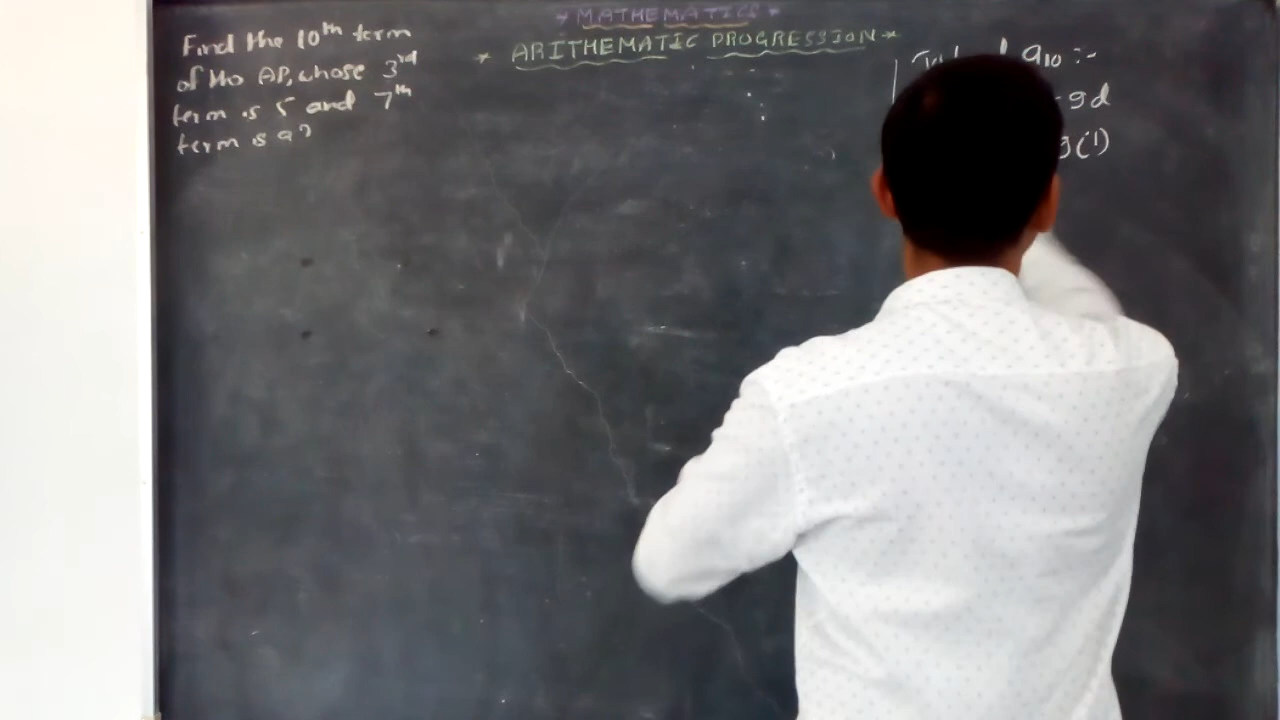 * MATHEMATICS *
* ARITHEMATIC PROGRESSION *
Find the 10th term
of the AP, whose 3rd
term is 5 and 7th
term is 9?
a10 :-
9d
9(1)